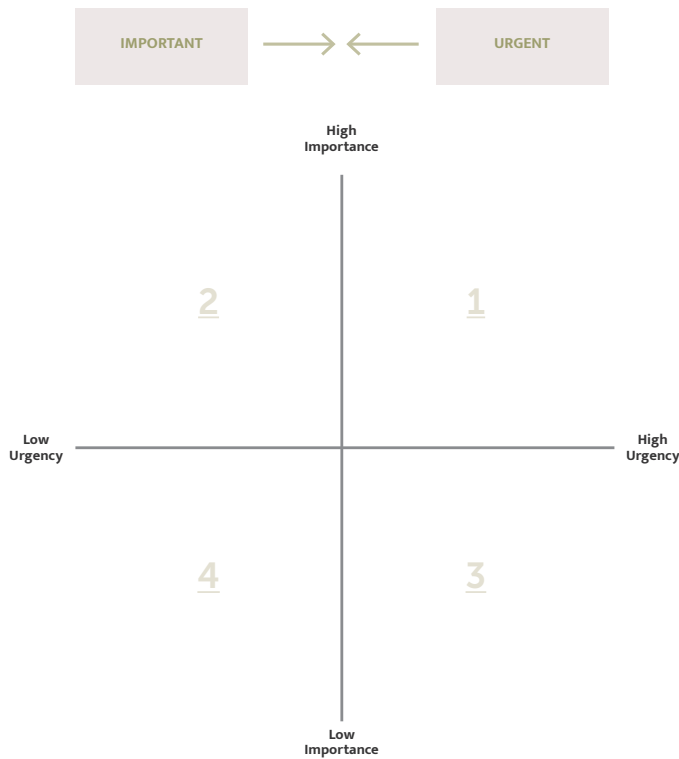 IMPORTANT
URGENT
High
Importance
2
1
Low
Urgency
High
Urgency
4
3
Low
Importance